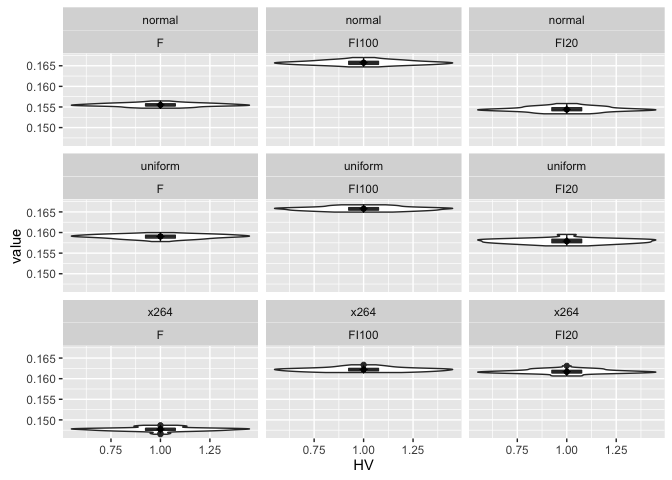 normal normal normal
F FI100 FI20
0.165
0.160
0.155
0.150
uniform uniform uniform
F FI100 FI20
0.165
0.160
0.155
0.150
value
x264 x264 x264
F FI100 FI20
0.165
0.160
0.155
0.150
0.75 1.00 1.25 0.75 1.00 1.25 0.75 1.00 1.25
HV